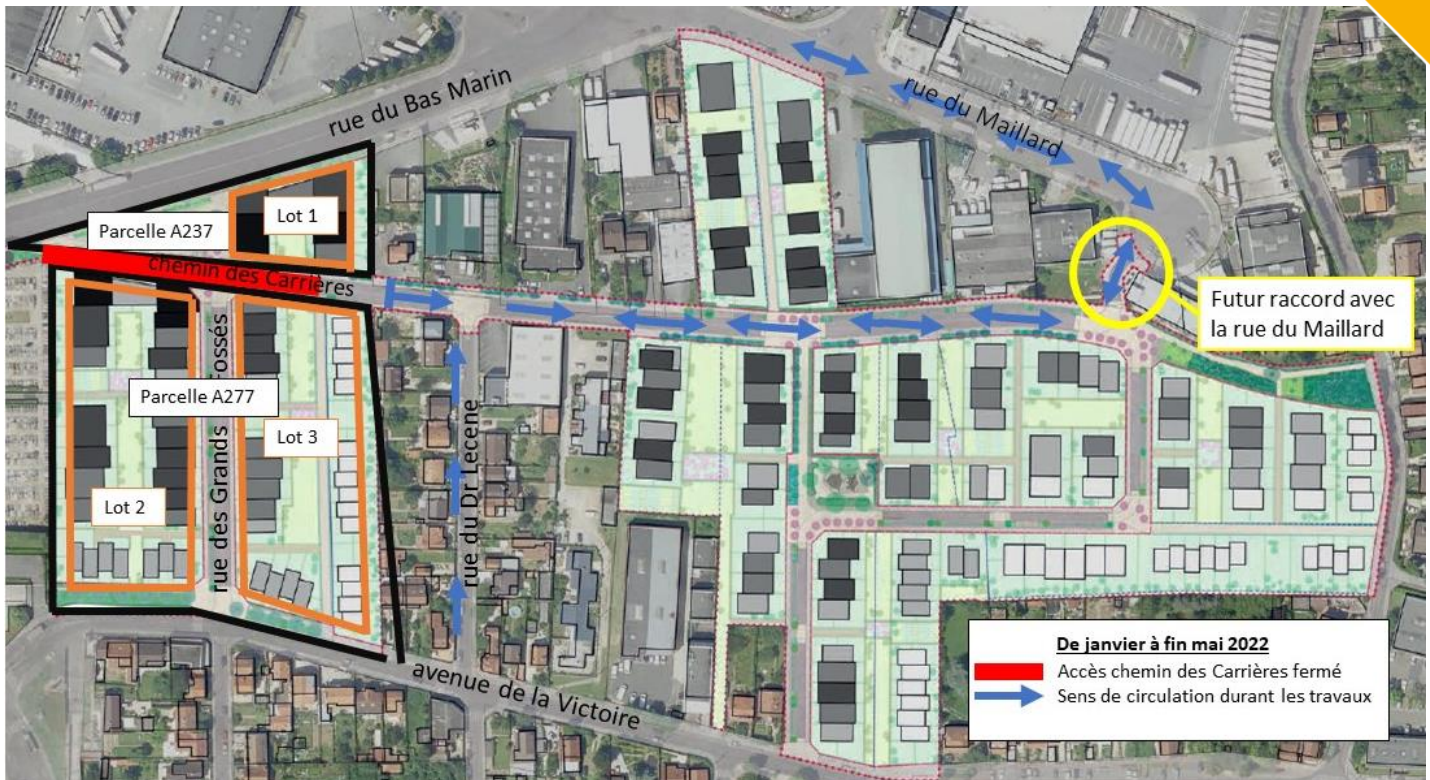 rue du Bas Marin
rue du Maillard
Lot 1
Parcelle A237
chemin des Carrières
Futur raccord avec
la rue du Maillard
Parcelle A277
rue des Grands Fossés
Lot 3
Lot 2
rue du Dr Lecene
avenue de la Victoire
De janvier à fin mai 2022
Accès chemin des Carrières fermé
Sens de circulation durant les travaux